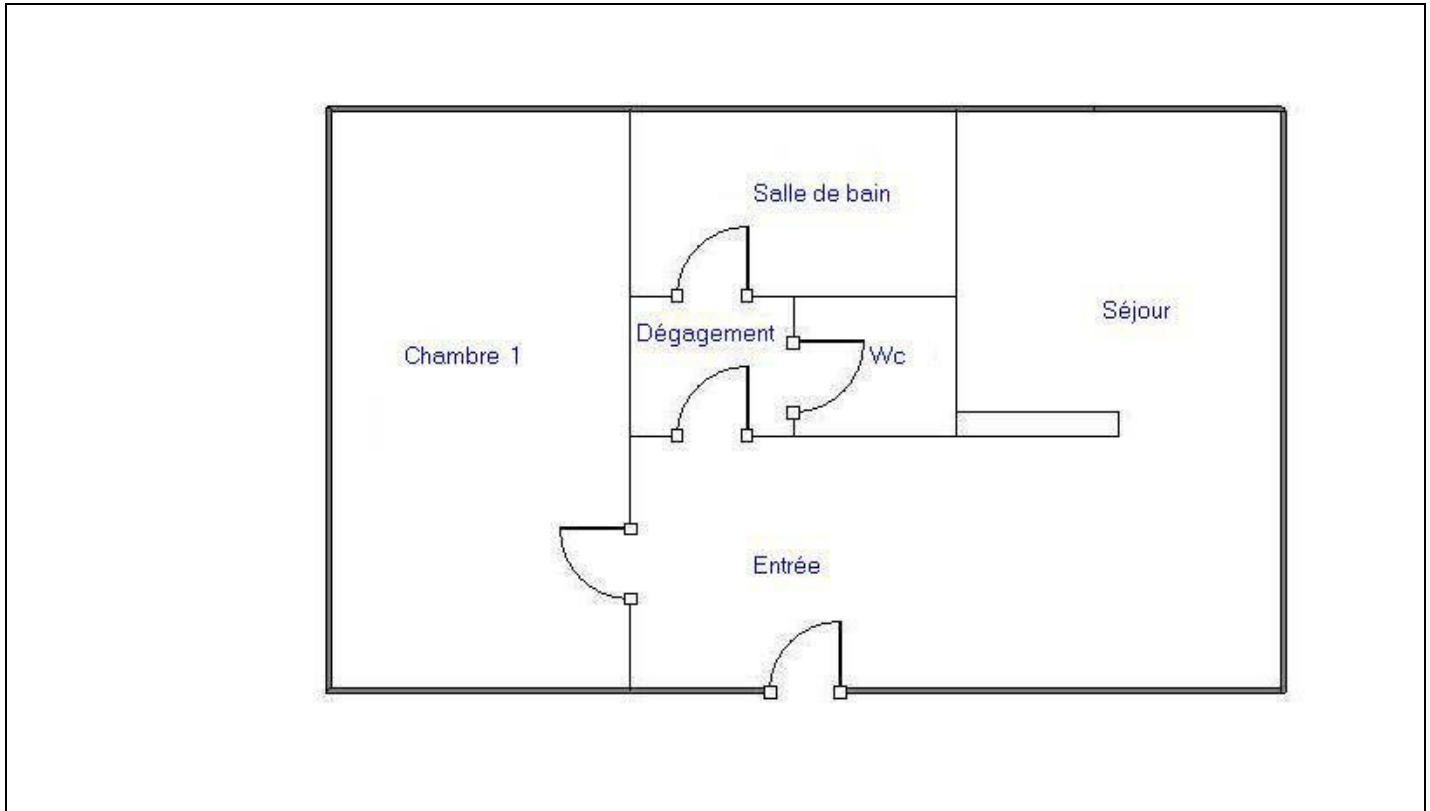 Salle de bain
Séjour
Dégagement
Chambre 1
Wc
Entrée